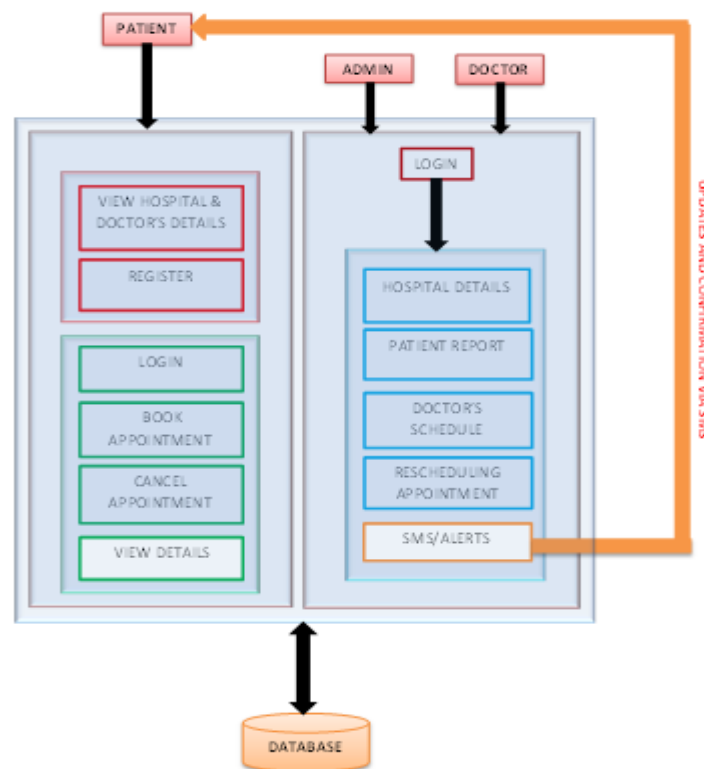 PATIENT
ADMIN
DOCTOR
LOGIN
VIEW HOSPITAL &
DOCTOR'S DETAILS
REGISTER
LOGIN
BOOK
APPOINTMENT
CANCEL
APPOINTMENT
VIEW DETAILS
HOSPITAL DETAILS
PATIENT REPORT
DOCTOR'S
SCHEDULE
RESCHEDULING
APPOINTMENT
SMS/ALERTS
UPDATES AND CONFIRMATION VIA SMS
DATABASE